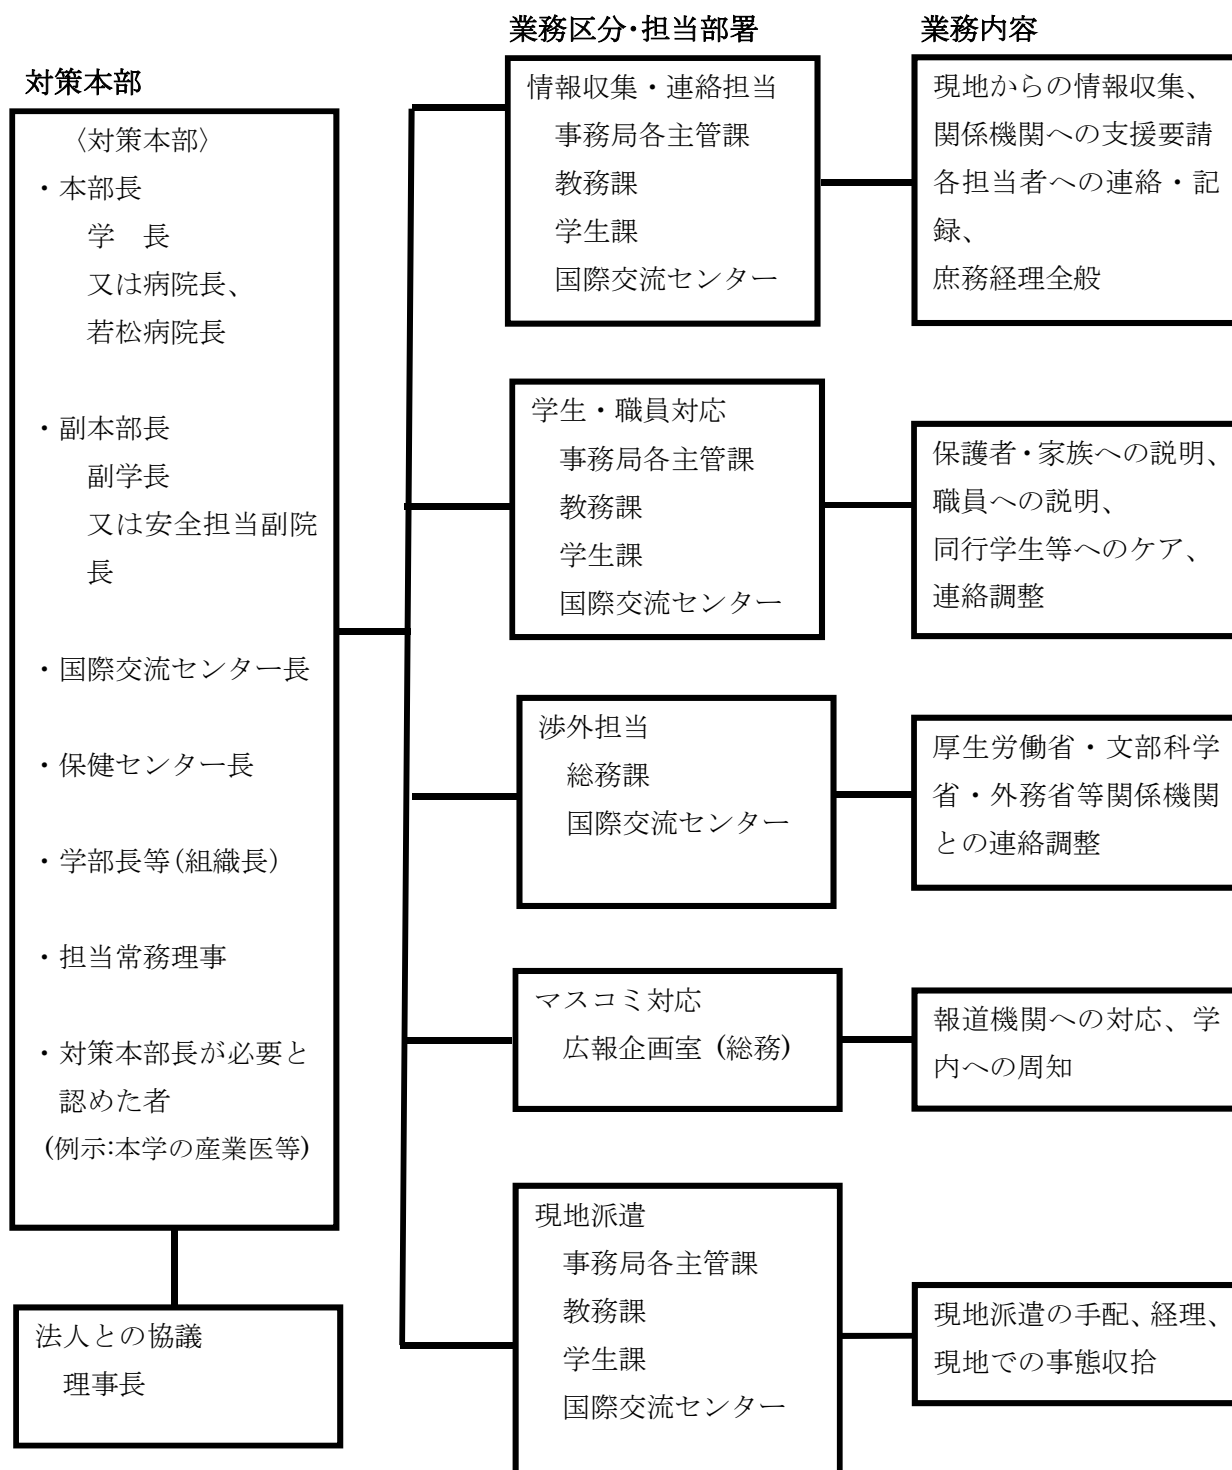 対策本部
〈対策本部〉
・本部長
学　長
又は病院長、
若松病院長
・副本部長
副学長
又は安全担当副院
長
・国際交流センター長
・保健センター長
・学部長等(組織長)
・担当常務理事
・対策本部長が必要と
認めた者
(例示:本学の産業医等)
法人との協議
理事長
業務区分･担当部署
情報収集・連絡担当
事務局各主管課
教務課
学生課
国際交流センター
学生・職員対応
事務局各主管課
教務課
学生課
国際交流センター
渉外担当
総務課
国際交流センター
マスコミ対応
広報企画室 (総務)
現地派遣
事務局各主管課
教務課
学生課
国際交流センター
業務内容
現地からの情報収集、
関係機関への支援要請
各担当者への連絡・記
録、
庶務経理全般
保護者・家族への説明、
職員への説明、
同行学生等へのケア、
連絡調整
厚生労働省・文部科学
省・外務省等関係機関
との連絡調整
報道機関への対応、学
内への周知
現地派遣の手配、経理、
現地での事態収拾